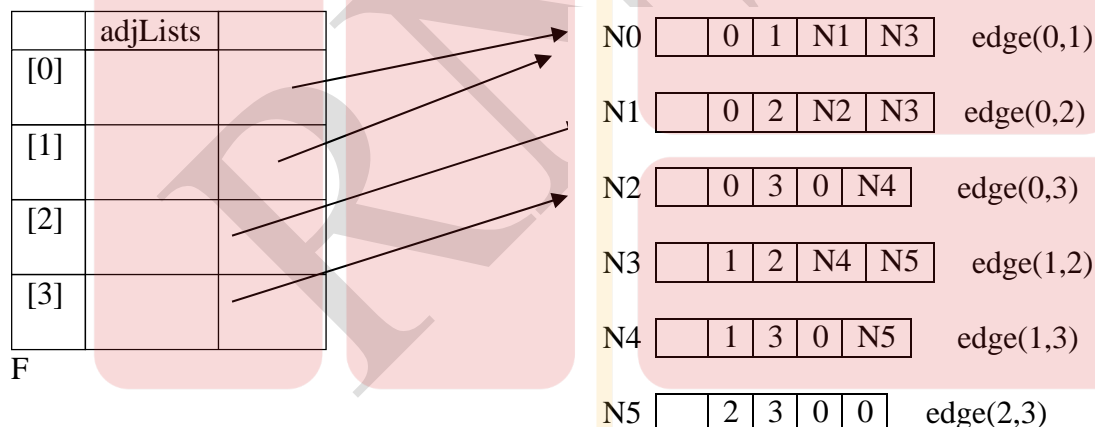 adjLists
[0]
[1]
[2]
[3]
F
N0 0 1 N1 N3 edge(0,1)
N1 0 2 N2 N3 edge(0,2)
N2 0 3 0 N4 edge(0,3)
N3 1 2 N4 N5 edge(1,2)
N4 1 3 0 N5 edge(1,3)
N5 2 3 0 0 edge(2,3)